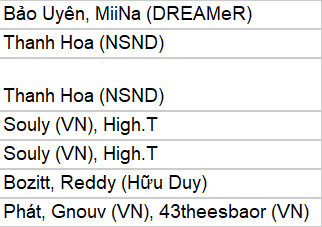 Bảo Uyên, MiiNa (DREAMeR)
Thanh Hoa (NSND)
Thanh Hoa (NSND)
Souly (VN), High.T
Souly (VN), High.T
Bozitt, Reddy (Hữu Duy)
Phát, Gnouv (VN), 43theesbaor (VN)